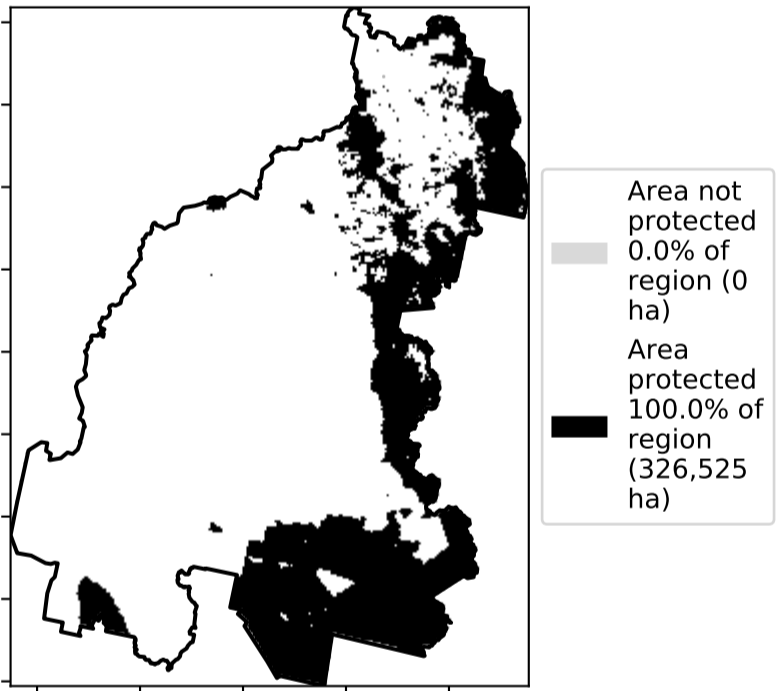 Area not
protected
0.0% of
region (0
ha)
Area
protected
100.0% of
region
(326,525
ha)